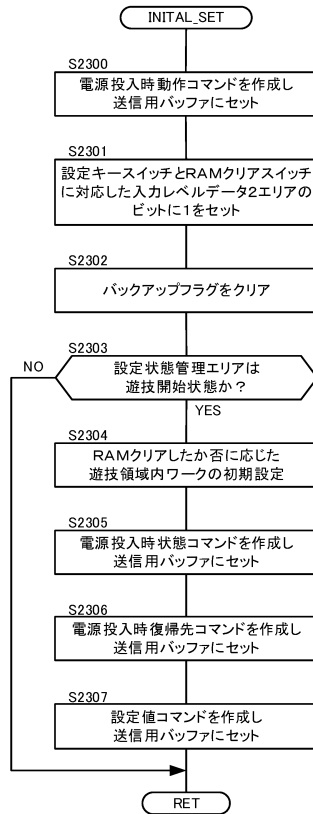 INITAL_SET
S2300
電源投入時動作コマンドを作成し
送信用バッファにセット
S2301
設定キースイッチとRAMクリアスイッチ
に対応した入力レベルデータ2エリアの
ビットに1をセット
S2302
バックアップフラグをクリア
S2303
NO
設定状態管理エリアは
遊技開始状態か？
YES
S2304
RAMクリアしたか否に応じた
遊技領域内ワークの初期設定
S2305
電源投入時状態コマンドを作成し
送信用バッファにセット
S2306
電源投入時復帰先コマンドを作成し
送信用バッファにセット
S2307
設定値コマンドを作成し
送信用バッファにセット
RET